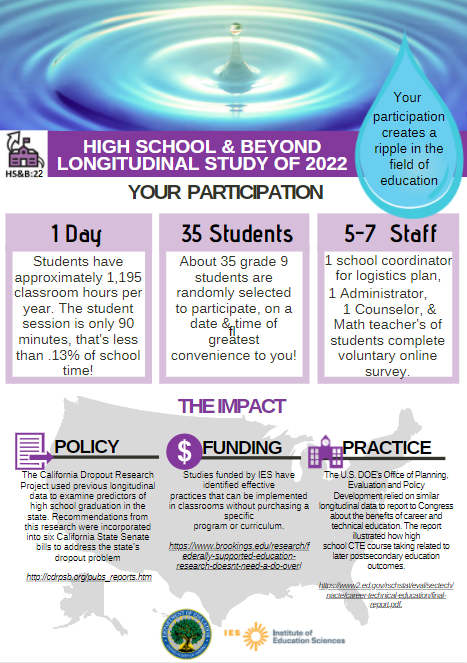 Your
participation
creates a
ripple in the
field of
education
HS&B:22
HIGH SCHOOL & BEYOND
LONGITUDINAL STUDY OF 2022
YOUR PARTICIPATION
1 Day
Students have
approximately 1,195
classroom hours per
year. The student
session is only 90
minutes, that's less
than .13% of school
time!
35 Students
About 35 grade 9
students are
randomly selected
to participate, on a
date & time of
fl
greatest
convenience to you!
5-7 Staff
1 school coordinator
for logistics plan,
1 Administrator,
1 Counselor, &
Math teacher's of
students complete
voluntary online
survey.
THE IMPACT
POLICY
The California Dropout Research
Project used previous longitudinal
data to examine predictors of
high school graduation in the
state. Recommendations from
this research were incorporated
into six California State Senate
bills to address the state's
dropout problem
http://cdrpsb.org/pubs_reports.htm
$ FUNDING
Studies funded by IES have
identified effective
practices that can be implemented
in classrooms without purchasing a
specific
program or curriculum.
https://www.brookings.edu/research/f
ederally-supported-education-
research-doesnt-need-a-do-over/
PRACTICE
The U.S. DOE's Office of Planning,
Evaluation and Policy
Development relied on similar
longitudinal data to report to Congress
about the benefits of career and
technical education. The report
illustrated how high
school CTE course taking related to
later postsecondary education
outcomes.
https://www2.ed.gov/rschstat/eval/sectech/
nacte/career-technical-education/final-
report.pdf.
IES
Institute of
Education Sciences